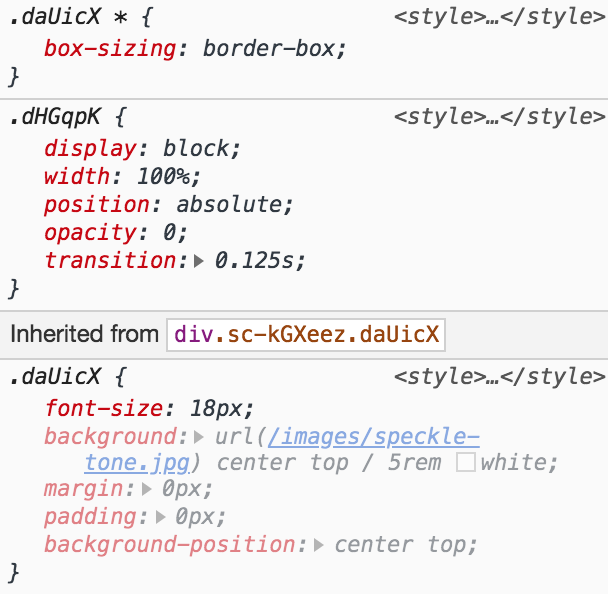 .daUicX * { <style>…</style>
box-sizing: border-box;
}
.dHGqpK { <style>…</style>
display: block;
width: 100%;
position: absolute;
opacity: 0;
transition:▶ 0.125s;
}
Inherited from div.sc-kGXeez.daUicX
.daUicX { <style>…</style>
font-size: 18px;
background:▶ url(/images/speckle-
tone.jpg) center top / 5rem white;
margin:▶ 0px;
padding:▶ 0px;
background-position:▶ center top;
}